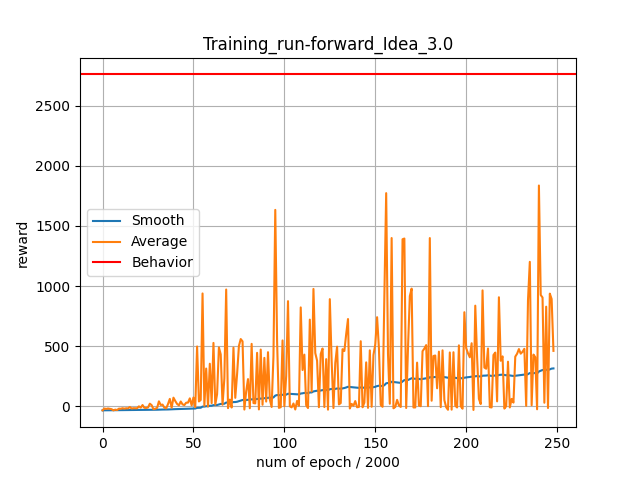 Training_run-forward_Idea_3.0
reward
2500
2000
1500
1000
500
0
Smooth
Average
Behavior
0 50 100 150 200 250
num of epoch / 2000